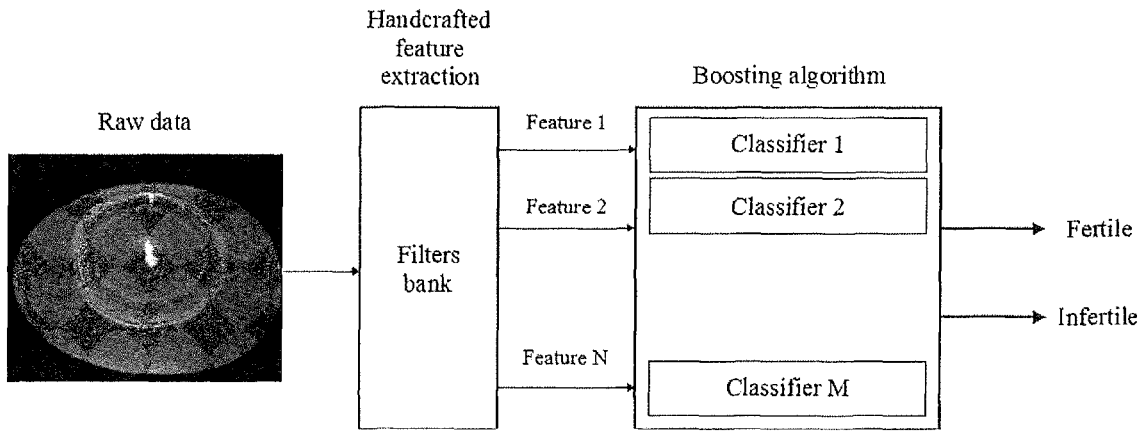 Handcrafted
feature
extraction
Boosting algorithm
Raw data
Feature 1
Classifier 1
Feature 2
Classifier 2
Filters
bank
Fertile
Infertile
Feature N
Classifier M